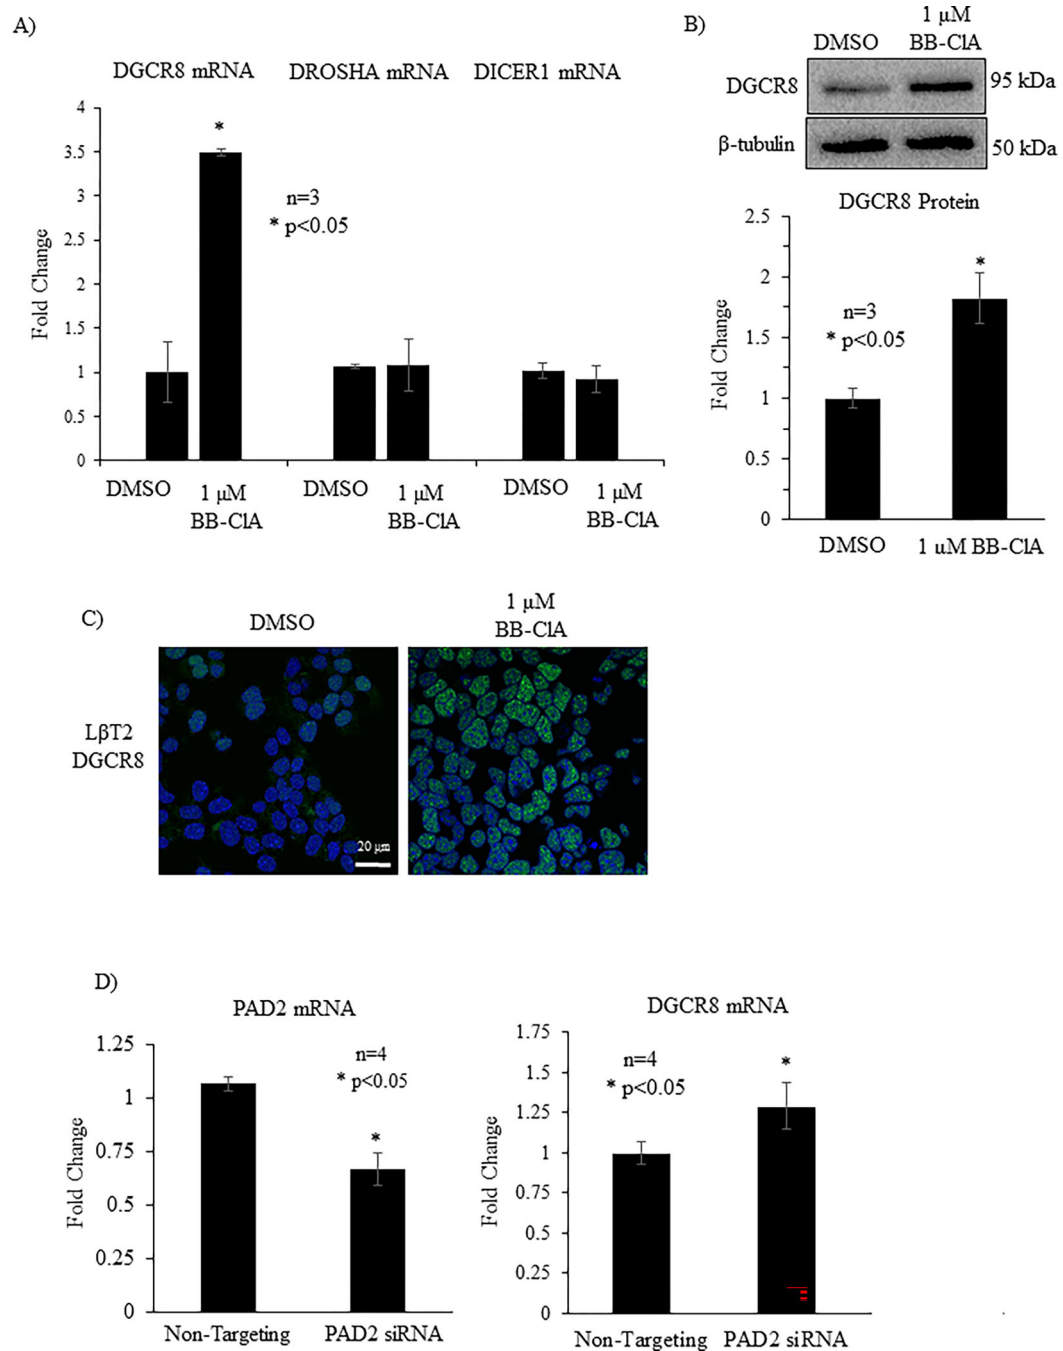 A)
DGCR8 mRNA
DROSHA mRNA
DICER1 mRNA
Fold Change
4
3.5
3
2.5
2
1.5
1
0.5
0
*
n=3
* p<0.05
DMSO
1 μM
BB-ClA
DMSO
1 μM
BB-ClA
DMSO
1 μM
BB-ClA
B)
DMSO
1 μM
BB-ClA
DGCR8
95 kDa
β-tubulin
50 kDa
DGCR8 Protein
Fold Change
2.5
2
1.5
1
0.5
0
n=3
* p<0.05
*
DMSO
1 uM BB-ClA
C)
DMSO
1 μM
BB-ClA
LβT2
DGCR8
20 μm
D)
PAD2 mRNA
Fold Change
1.25
1
0.75
0.5
0.25
0
n=4
* p<0.05
*
Non-Targeting
PAD2 siRNA
DGCR8 mRNA
Fold Change
1.75
1.5
1.25
1
0.75
0.5
0.25
0
n=4
* p<0.05
*
Non-Targeting
PAD2 siRNA